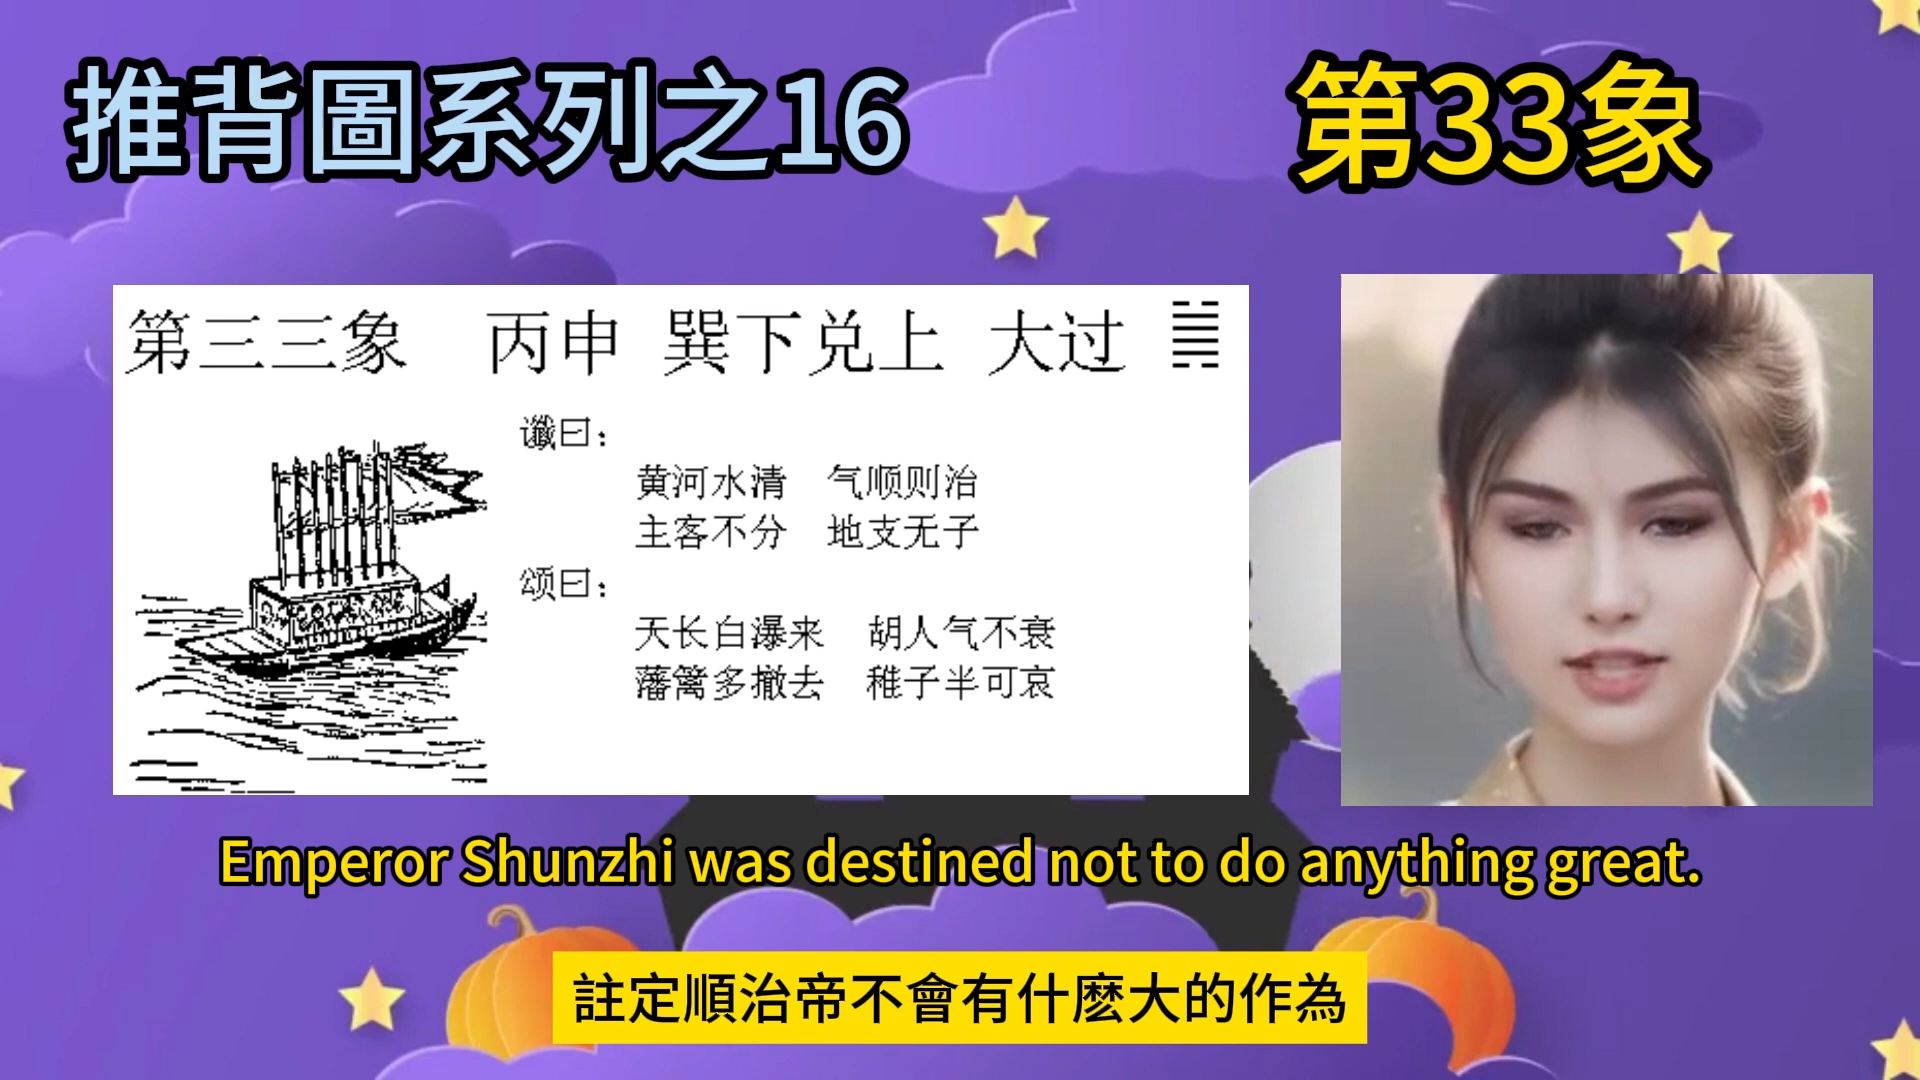 推背圖系列之16
第33象
第三三象 丙申 巽下兑上 大过 ䷛
谶曰：
黄河水清 气顺则治
主客不分 地支无子
颂曰：
天长白瀑来 胡人气不衰
藩篱多撤去 稚子半可哀
Emperor Shunzhi was destined not to do anything great.
註定順治帝不會有什麽大的作為